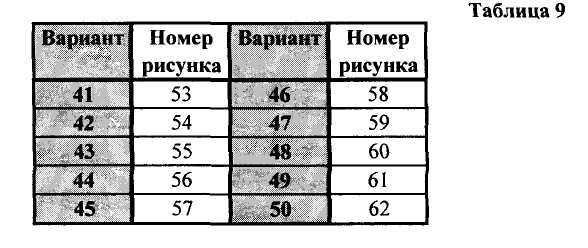 Таблица 9
Вариант Номер рисунка Вариант Номер рисунка
41 53 46 58
42 54 47 59
43 55 48 60
44 56 49 61
45 57 50 62